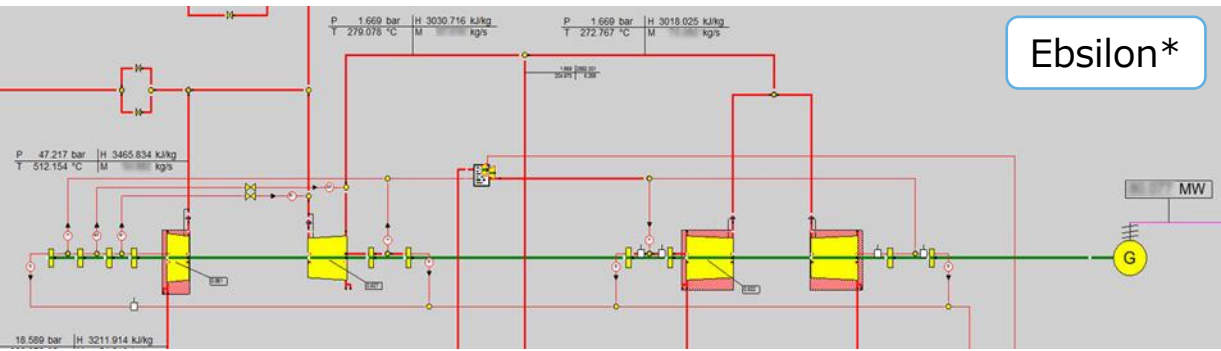 P 1.669 bar H 3030.716 kJ/kg
T 279.078 °C M kg/s
P 1.669 bar H 3018.025 kJ/kg
T 272.767 °C M kg/s
Ebsilon*
P 47.217 bar H 3465.834 kJ/kg
T 512.154 °C M kg/s
MW
G
18.589 bar H 3211.914 kJ/kg